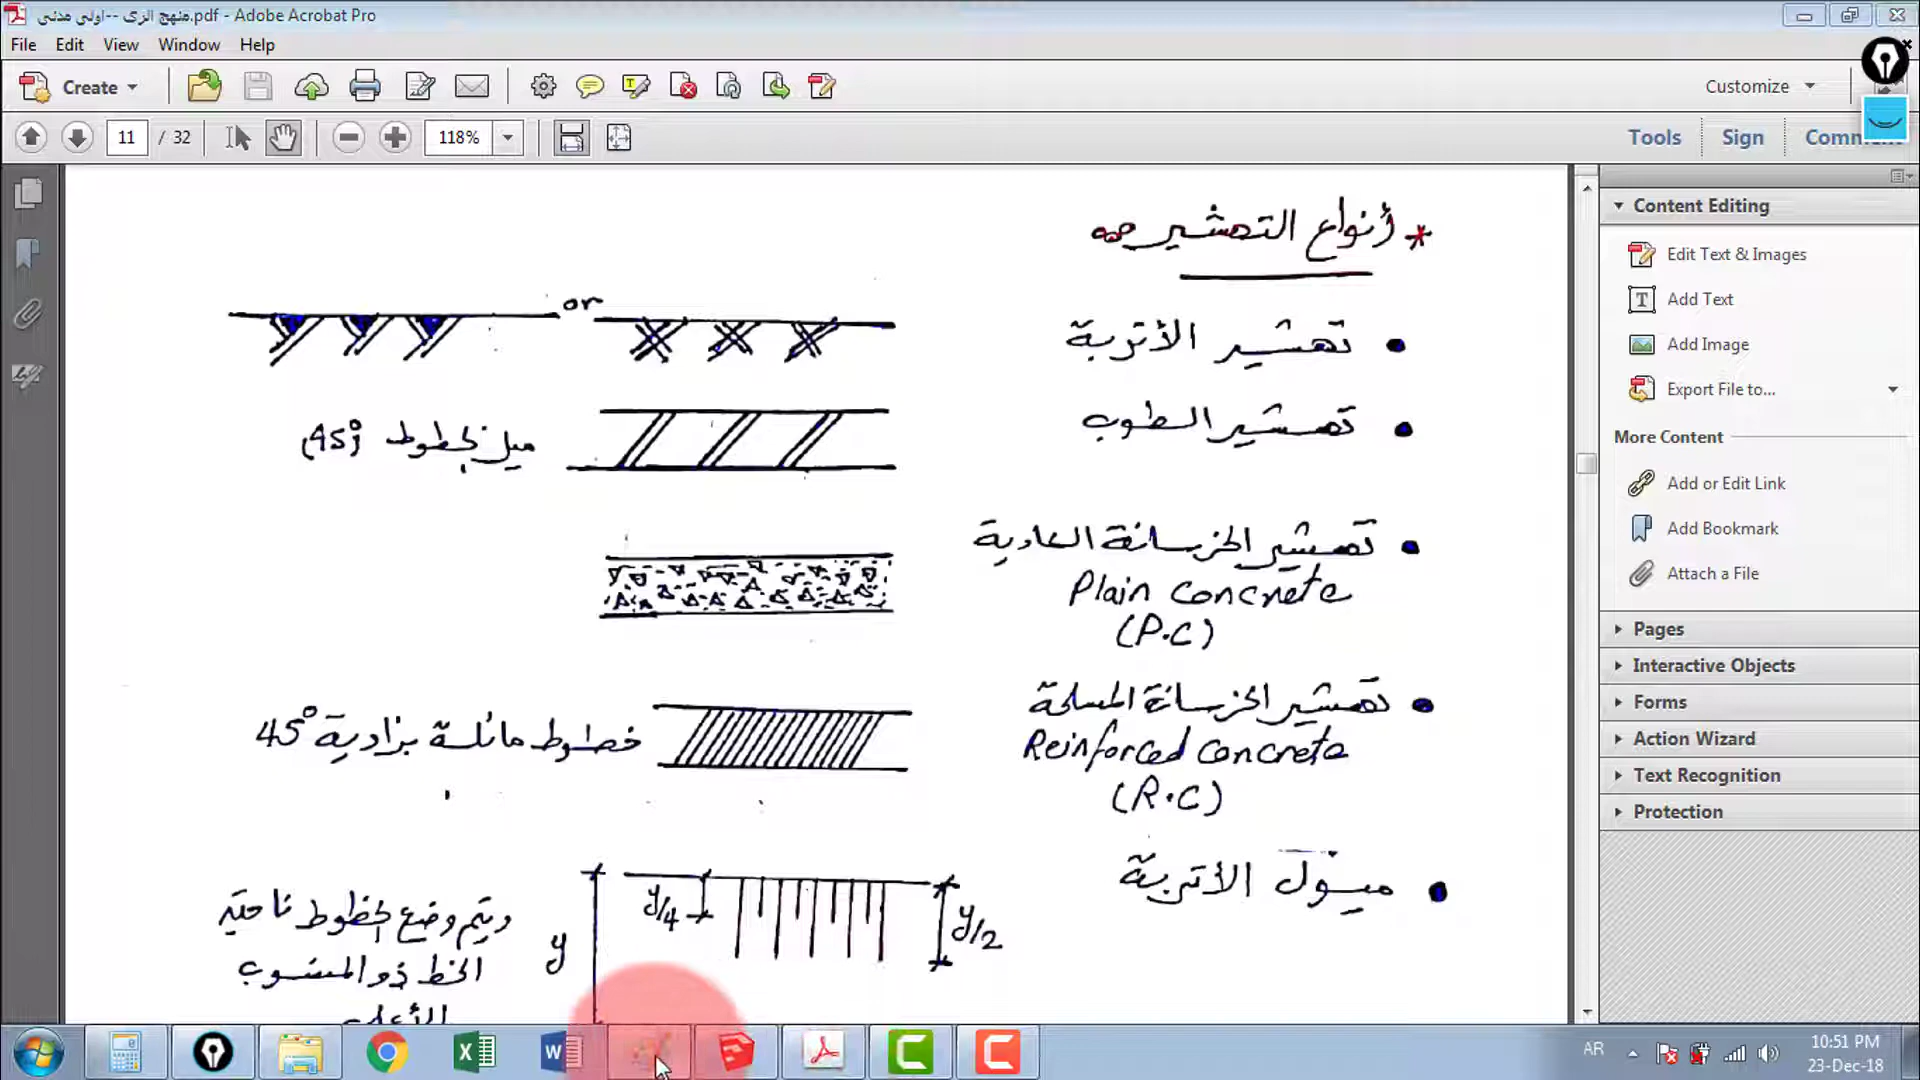 منهج الرى --اولى مدنى.pdf - Adobe Acrobat Pro
File Edit View Window Help
Create
Customize
11 / 32
118%
Tools Sign
Content Editing
Edit Text & Images
Add Text
Add Image
Export File to...
More Content
Add or Edit Link
Add Bookmark
Attach a File
Pages
Interactive Objects
Forms
Action Wizard
Text Recognition
Protection
* أنواع التهشير
or
• تهشير الأتربة
• تهشير الطوب
ميل الخطوط (45°)
• تهشير الخرسانة العادية
Plain concrete
(P.C)
• تهشير الخرسانة المسلحة
Reinforced concrete
(R.C)
خطوط مائلة بزاوية 45°
• ميول الأتربة
y/4
y/2
y
ويتم وضع الخطوط ناحية
الخط ذو المنسوب
AR
10:51 PM
23-Dec-18